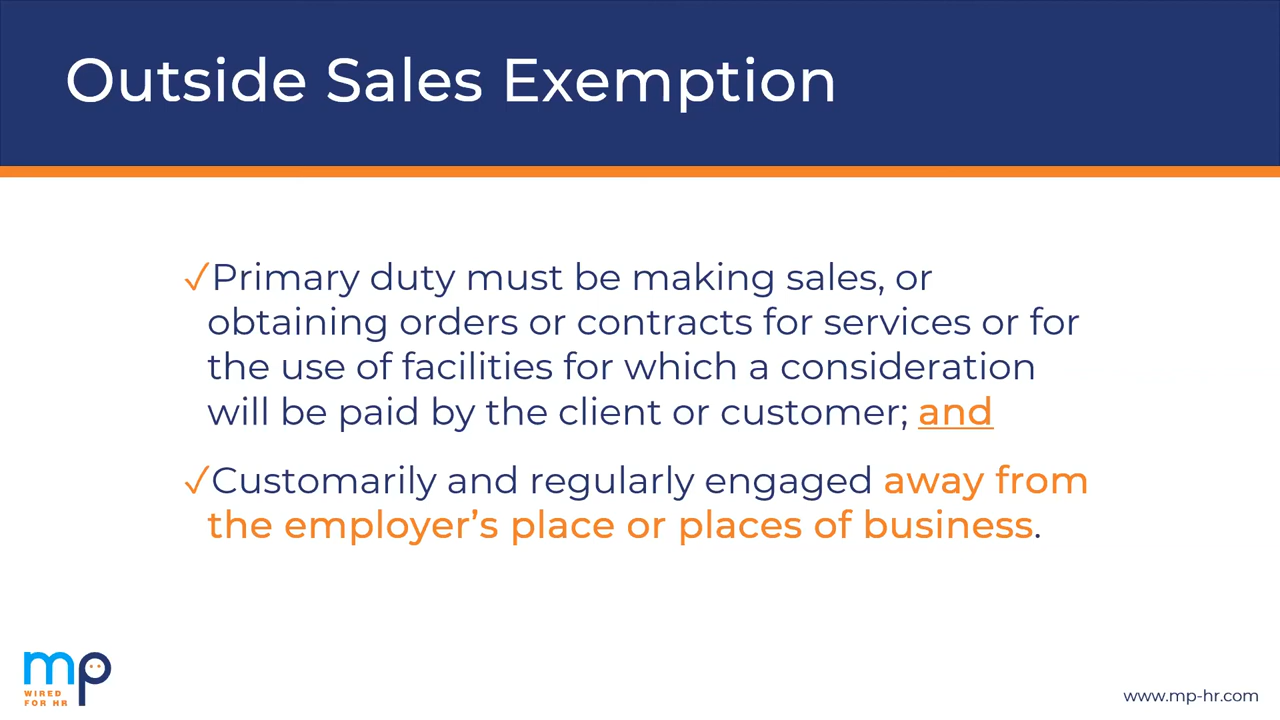 Outside Sales Exemption
✓Primary duty must be making sales, or
obtaining orders or contracts for services or for
the use of facilities for which a consideration
will be paid by the client or customer; and
✓Customarily and regularly engaged away from
the employer’s place or places of business.
mp
WIRED
FOR HR
www.mp-hr.com